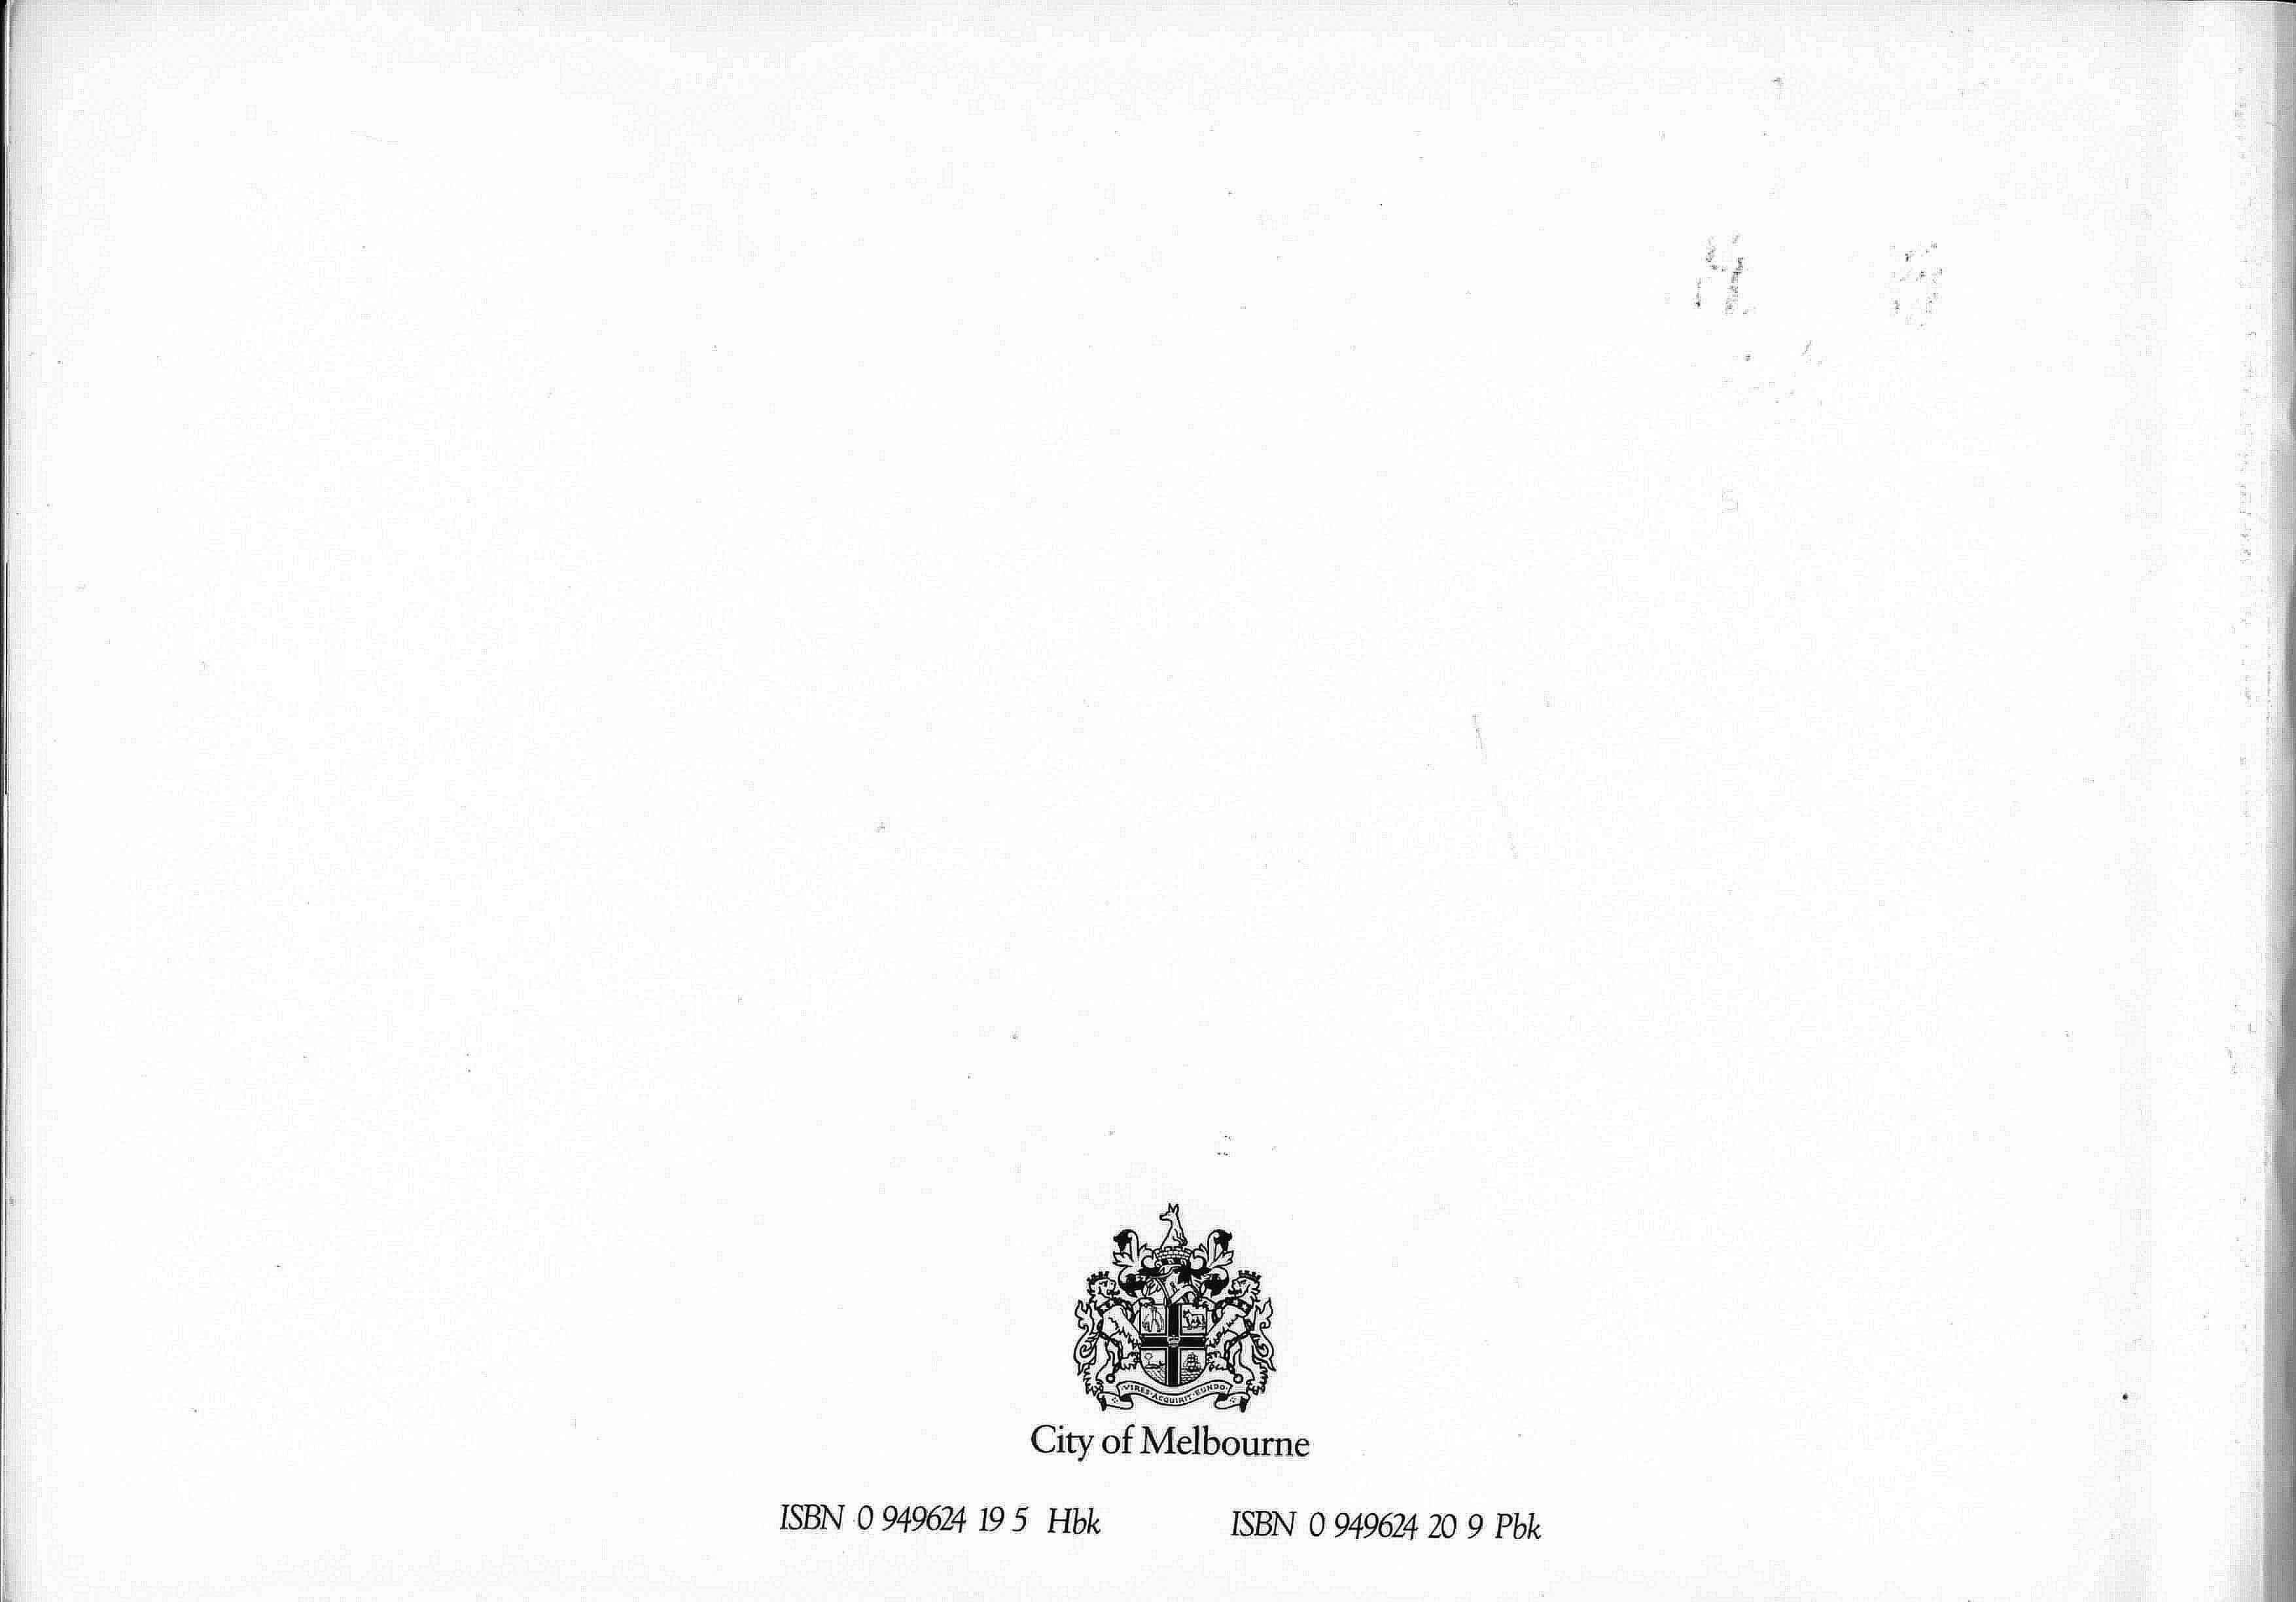 VIRES ACQUIRIT EUNDO
City of Melbourne
ISBN 0 949624 19 5 Hbk
ISBN 0 949624 20 9 Pbk